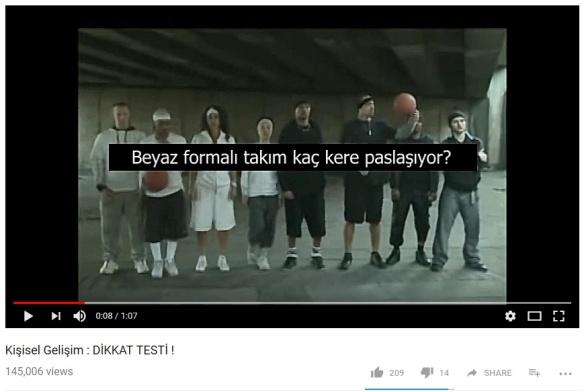 Beyaz formalı takım kaç kere paslaşıyor?
0:08 / 1:07
Kişisel Gelişim : DİKKAT TESTİ !
145,006 views
209 14 SHARE